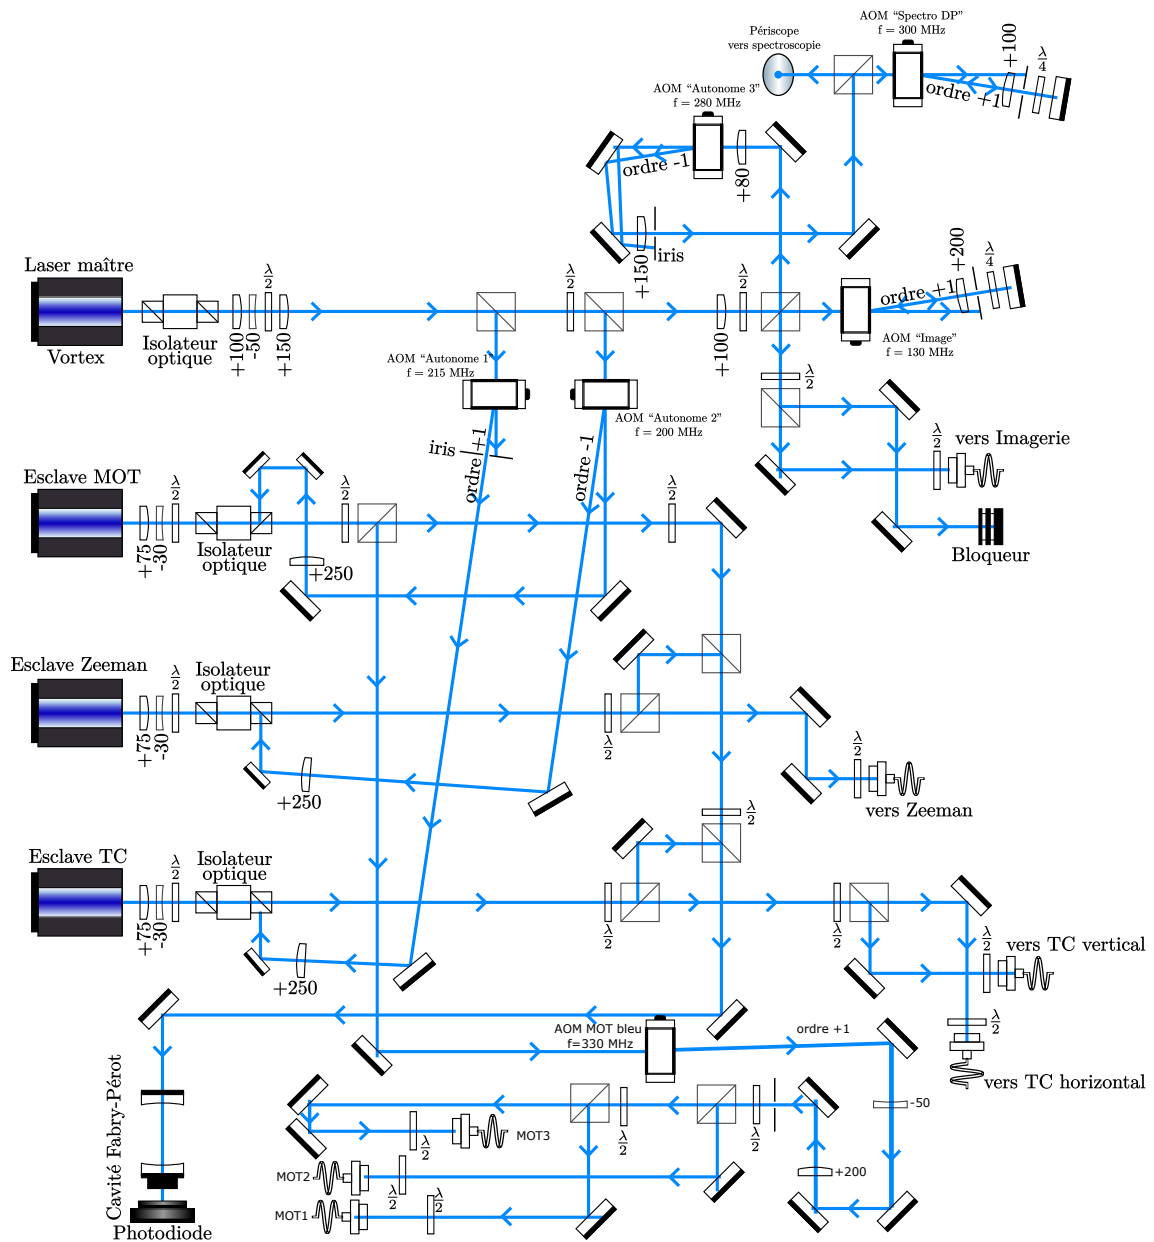 AOM “Spectro DP”
f = 300 MHz
Périscope
vers spectroscopie
+100
λ/4
ordre +1
AOM “Autonome 3”
f = 280 MHz
ordre -1
+80
+150
iris
+200
λ/4
ordre +1
AOM “Image”
f = 130 MHz
Laser maître
Vortex
Isolateur
optique
+100
-50
λ/2
+150
λ/2
+100
λ/2
AOM “Autonome 1”
f = 215 MHz
AOM “Autonome 2”
f = 200 MHz
λ/2
iris
ordre +1
ordre -1
λ/2
vers Imagerie
Bloqueur
Esclave MOT
+75
-30
λ/2
Isolateur
optique
+250
λ/2
λ/2
Esclave Zeeman
+75
-30
λ/2
Isolateur
optique
+250
λ/2
λ/2
vers Zeeman
λ/2
Esclave TC
+75
-30
λ/2
Isolateur
optique
+250
λ/2
λ/2
λ/2
vers TC vertical
λ/2
vers TC horizontal
AOM MOT bleu
f=330 MHz
ordre +1
-50
+200
λ/2
λ/2
λ/2
MOT3
MOT2
λ/2
MOT1
λ/2
Cavité Fabry-Pérot
Photodiode